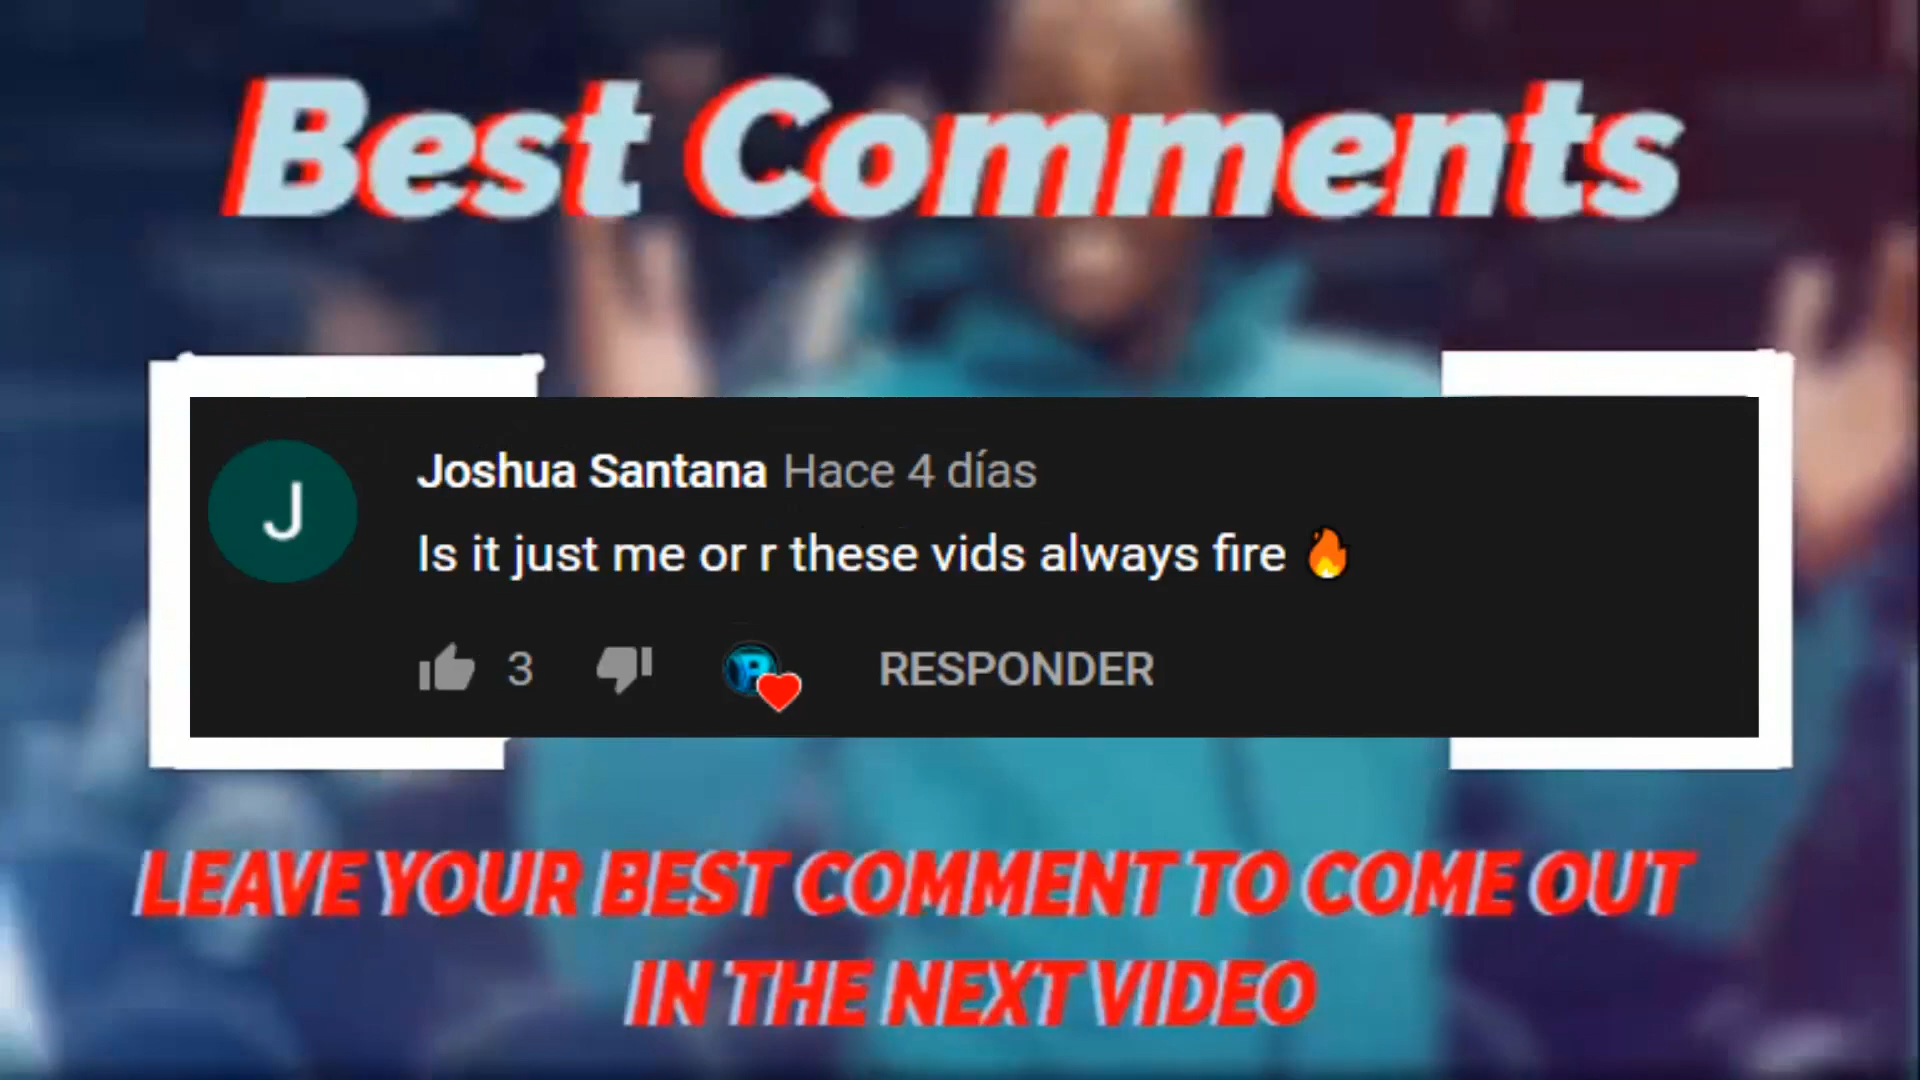 Best Comments
J
Joshua Santana Hace 4 días
Is it just me or r these vids always fire 🔥
3 RESPONDER
LEAVE YOUR BEST COMMENT TO COME OUT
IN THE NEXT VIDEO